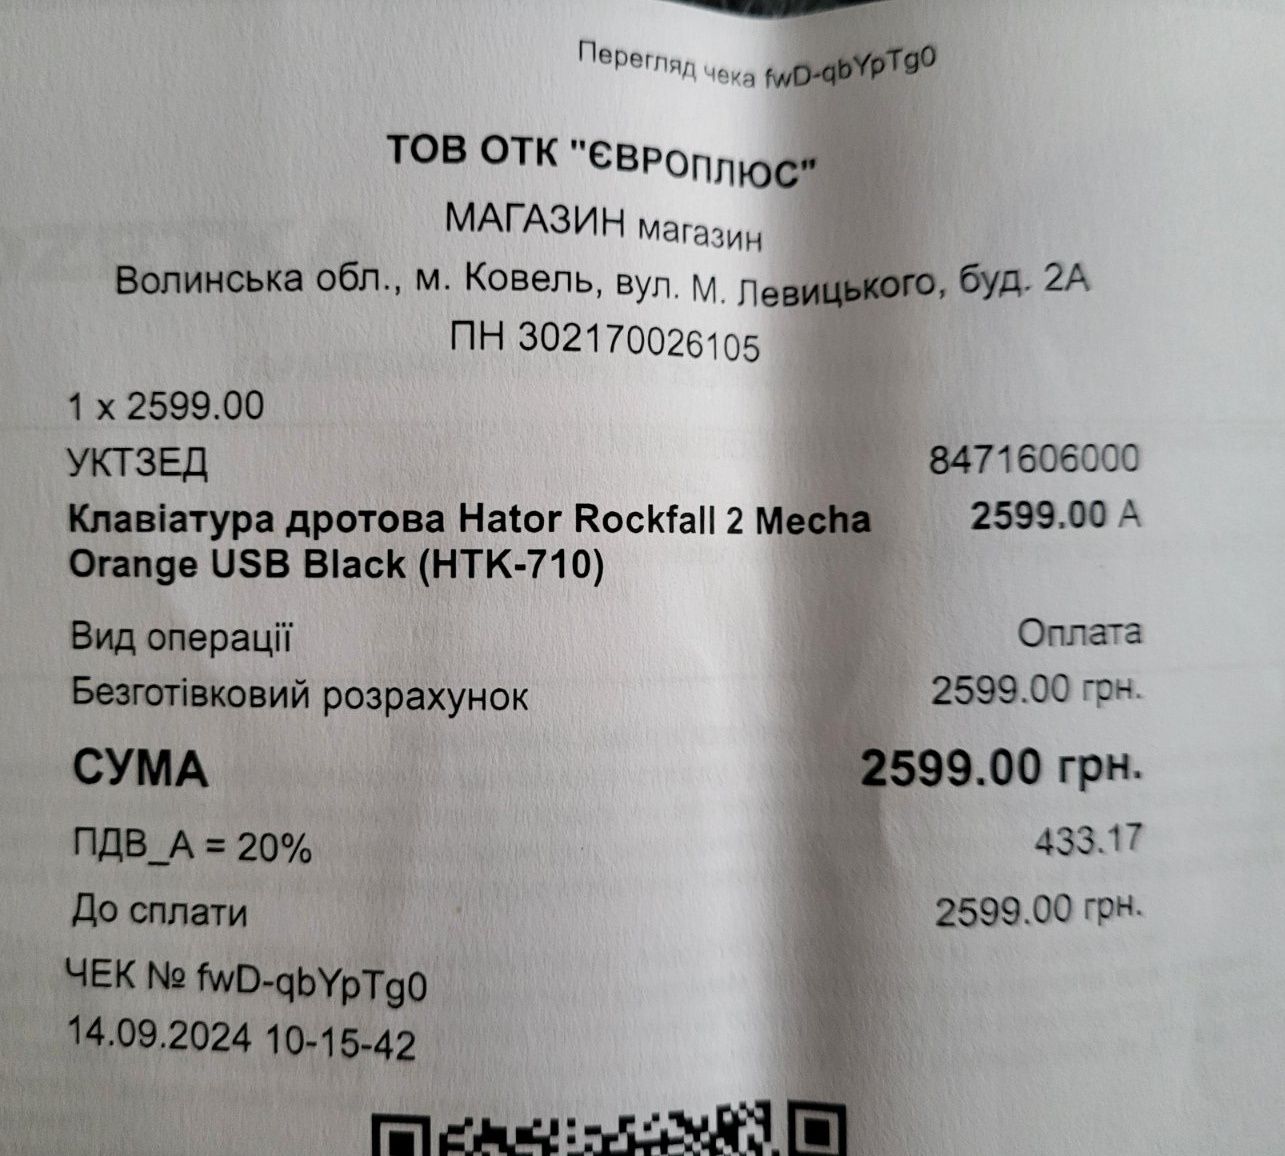 Перегляд чека fwD-qbYpTg0
ТОВ ОТК "ЄВРОПЛЮС"
МАГАЗИН магазин
Волинська обл., м. Ковель, вул. М. Левицького, буд. 2А
ПН 302170026105
1 x 2599.00
УКТЗЕД 8471606000
Клавіатура дротова Hator Rockfall 2 Mecha 2599.00 А
Orange USB Black (HTK-710)
Вид операції Оплата
Безготівковий розрахунок 2599.00 грн.
СУМА 2599.00 грн.
ПДВ_А = 20% 433.17
До сплати 2599.00 грн.
ЧЕК № fwD-qbYpTg0
14.09.2024 10-15-42